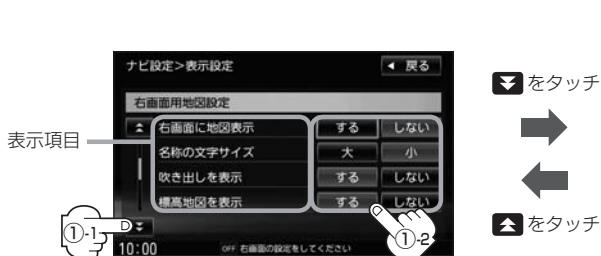 ナビ設定>表示設定
◀ 戻る
右画面用地図設定
右画面に地図表示 する しない
名称の文字サイズ 大 小
吹き出しを表示 する しない
標高地図を表示 する しない
10:00 OFF 右画面の設定をしてください
表示項目
①-1
①-2
をタッチ
をタッチ